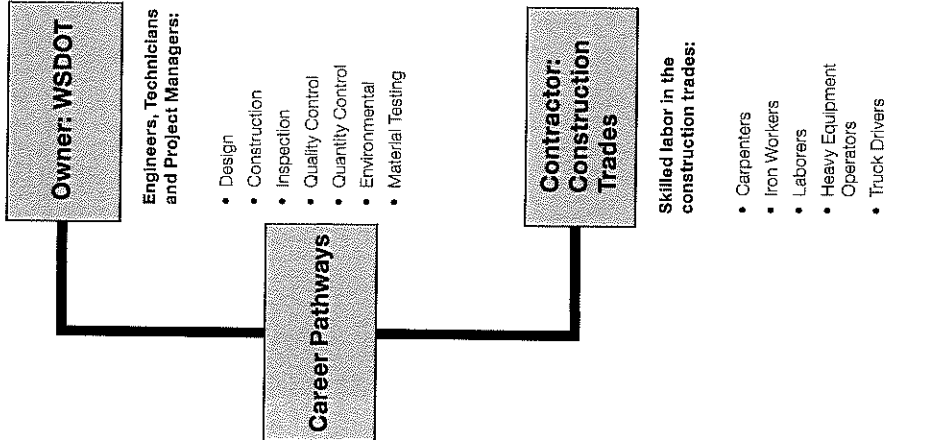 Career Pathways
Owner: WSDOT
Engineers, Technicians
and Project Managers:
• Design
• Construction
• Inspection
• Quality Control
• Quantity Control
• Environmental
• Material Testing
Contractor:
Construction
Trades
Skilled labor in the
construction trades:
• Carpenters
• Iron Workers
• Laborers
• Heavy Equipment
Operators
• Truck Drivers